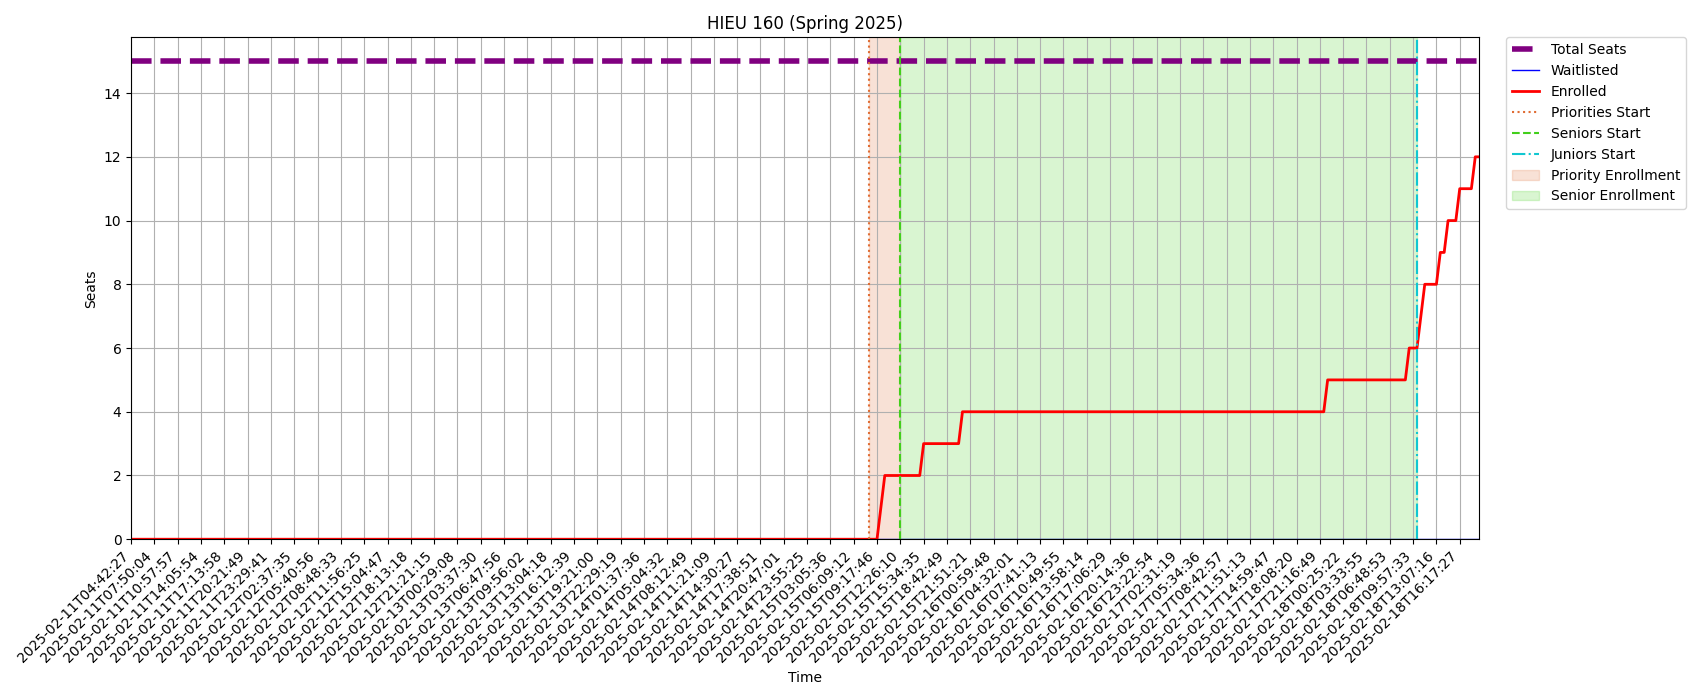 HIEU 160 (Spring 2025)
Total Seats
Waitlisted
Enrolled
Priorities Start
Seniors Start
Juniors Start
Priority Enrollment
Senior Enrollment
Seats
14
12
10
8
6
4
2
0
2025-02-11T04:42:27
2025-02-11T07:50:04
2025-02-11T10:57:57
2025-02-11T14:05:54
2025-02-11T17:13:58
2025-02-11T20:21:49
2025-02-11T23:29:41
2025-02-12T02:37:35
2025-02-12T05:40:56
2025-02-12T08:48:33
2025-02-12T11:56:25
2025-02-12T15:04:47
2025-02-12T18:13:18
2025-02-12T21:21:15
2025-02-13T00:29:08
2025-02-13T03:37:30
2025-02-13T06:47:56
2025-02-13T09:56:02
2025-02-13T13:04:18
2025-02-13T16:12:39
2025-02-13T19:21:00
2025-02-13T22:29:19
2025-02-14T01:37:36
2025-02-14T05:04:32
2025-02-14T08:12:49
2025-02-14T11:21:09
2025-02-14T14:30:27
2025-02-14T17:38:51
2025-02-14T20:47:01
2025-02-14T23:55:25
2025-02-15T03:05:36
2025-02-15T06:09:12
2025-02-15T09:17:46
2025-02-15T12:26:10
2025-02-15T15:34:35
2025-02-15T18:42:49
2025-02-15T21:51:21
2025-02-16T00:59:48
2025-02-16T04:32:01
2025-02-16T07:41:13
2025-02-16T10:49:55
2025-02-16T13:58:14
2025-02-16T17:06:29
2025-02-16T20:14:36
2025-02-16T23:22:54
2025-02-17T02:31:19
2025-02-17T05:34:36
2025-02-17T08:42:57
2025-02-17T11:51:13
2025-02-17T14:59:47
2025-02-17T18:08:20
2025-02-17T21:16:49
2025-02-18T00:25:22
2025-02-18T03:33:55
2025-02-18T06:48:53
2025-02-18T09:57:33
2025-02-18T13:07:16
2025-02-18T16:17:27
Time